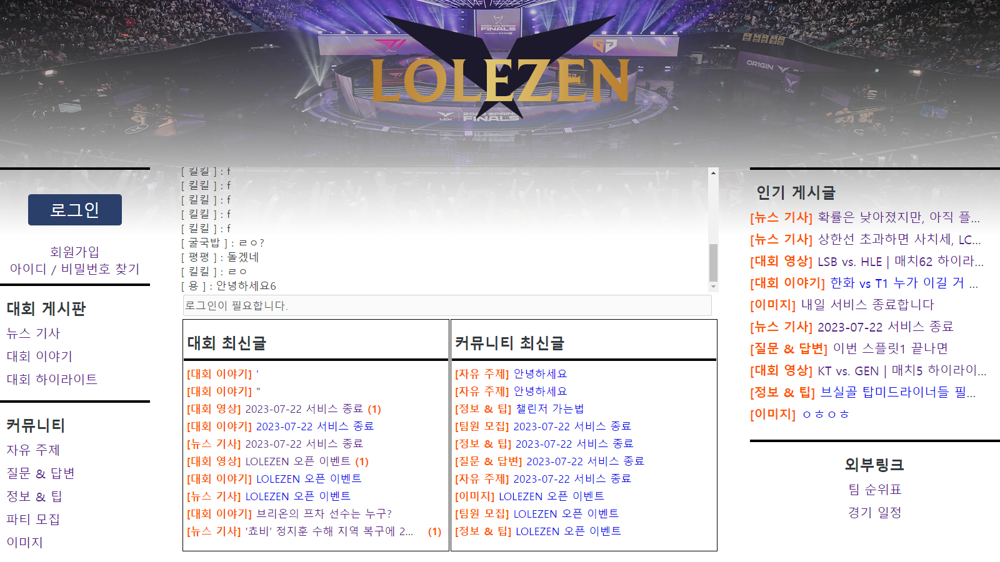 FINALS
LOLEZEN
ORIGIN
LCK
LCK
2023 SPRING
FINALS
로그인
회원가입
아이디 / 비밀번호 찾기
대회 게시판
뉴스 기사
대회 이야기
대회 하이라이트
커뮤니티
자유 주제
질문 & 답변
정보 & 팁
파티 모집
이미지
[ 킬킬 ] : f
[ 킬킬 ] : f
[ 킬킬 ] : f
[ 킬킬 ] : f
[ 킬킬 ] : f
[ 굴국밥 ] : ㄹㅇ?
[ 평평 ] : 돌겠네
[ 킬킬 ] : ㄹㅇ
[ 용 ] : 안녕하세요6
로그인이 필요합니다.
대회 최신글
[대회 이야기] '
[대회 이야기] "
[대회 영상] 2023-07-22 서비스 종료 (1)
[대회 이야기] 2023-07-22 서비스 종료
[뉴스 기사] 2023-07-22 서비스 종료
[대회 영상] LOLEZEN 오픈 이벤트 (1)
[대회 이야기] LOLEZEN 오픈 이벤트
[뉴스 기사] LOLEZEN 오픈 이벤트
[대회 이야기] 브리온의 프차 선수는 누구?
[뉴스 기사] '쵸비' 정지훈 수해 지역 복구에 2... (1)
커뮤니티 최신글
[자유 주제] 안녕하세요
[자유 주제] 안녕하세요
[정보 & 팁] 챌린저 가는법
[팀원 모집] 2023-07-22 서비스 종료
[정보 & 팁] 2023-07-22 서비스 종료
[질문 & 답변] 2023-07-22 서비스 종료
[자유 주제] 2023-07-22 서비스 종료
[이미지] LOLEZEN 오픈 이벤트
[팀원 모집] LOLEZEN 오픈 이벤트
[정보 & 팁] LOLEZEN 오픈 이벤트
인기 게시글
[뉴스 기사] 확률은 낮아졌지만, 아직 플...
[뉴스 기사] 상한선 초과하면 사치세, LC...
[대회 영상] LSB vs. HLE | 매치62 하이라...
[대회 이야기] 한화 vs T1 누가 이길 거 ...
[이미지] 내일 서비스 종료합니다
[뉴스 기사] 2023-07-22 서비스 종료
[질문 & 답변] 이번 스플릿1 끝나면
[대회 영상] KT vs. GEN | 매치5 하이라이...
[정보 & 팁] 브실골 탑미드라이너들 필...
[이미지] ㅇㅎㅇㅎ
외부링크
팀 순위표
경기 일정